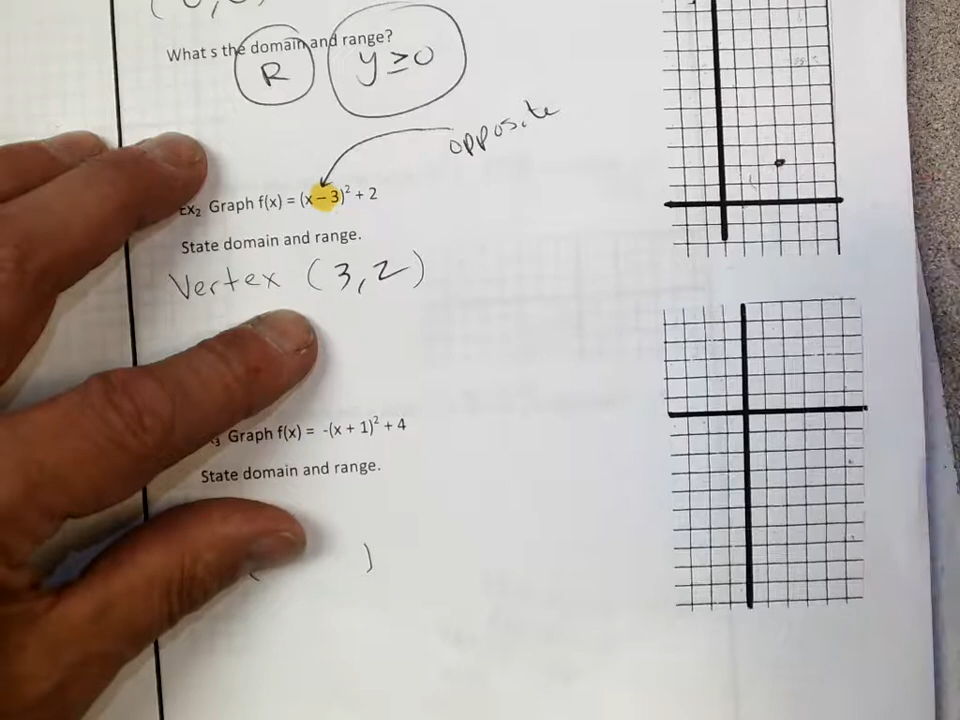 What s the domain and range?
R y ≥ 0
opposite
Ex₂ Graph f(x) = (x − 3)² + 2
State domain and range.
Vertex (3,2)
Graph f(x) = -(x + 1)² + 4
State domain and range.
( )